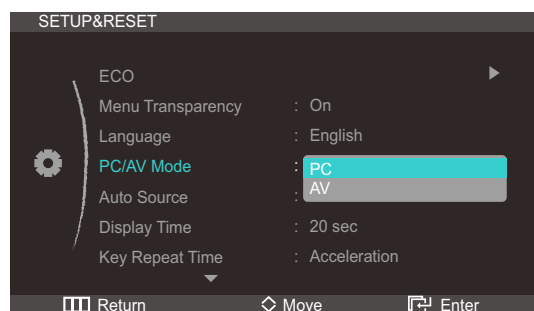 SETUP&RESET
ECO
Menu Transparency : On
Language : English
PC/AV Mode : PC
AV
Auto Source :
Display Time : 20 sec
Key Repeat Time : Acceleration
Return Move Enter